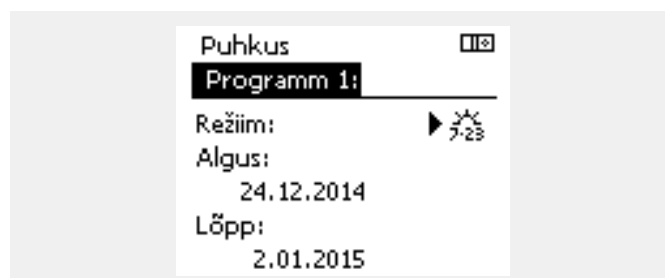 Puhkus
Programm 1:
Režiim: 7-23
Algus:
24.12.2014
Lõpp:
2.01.2015